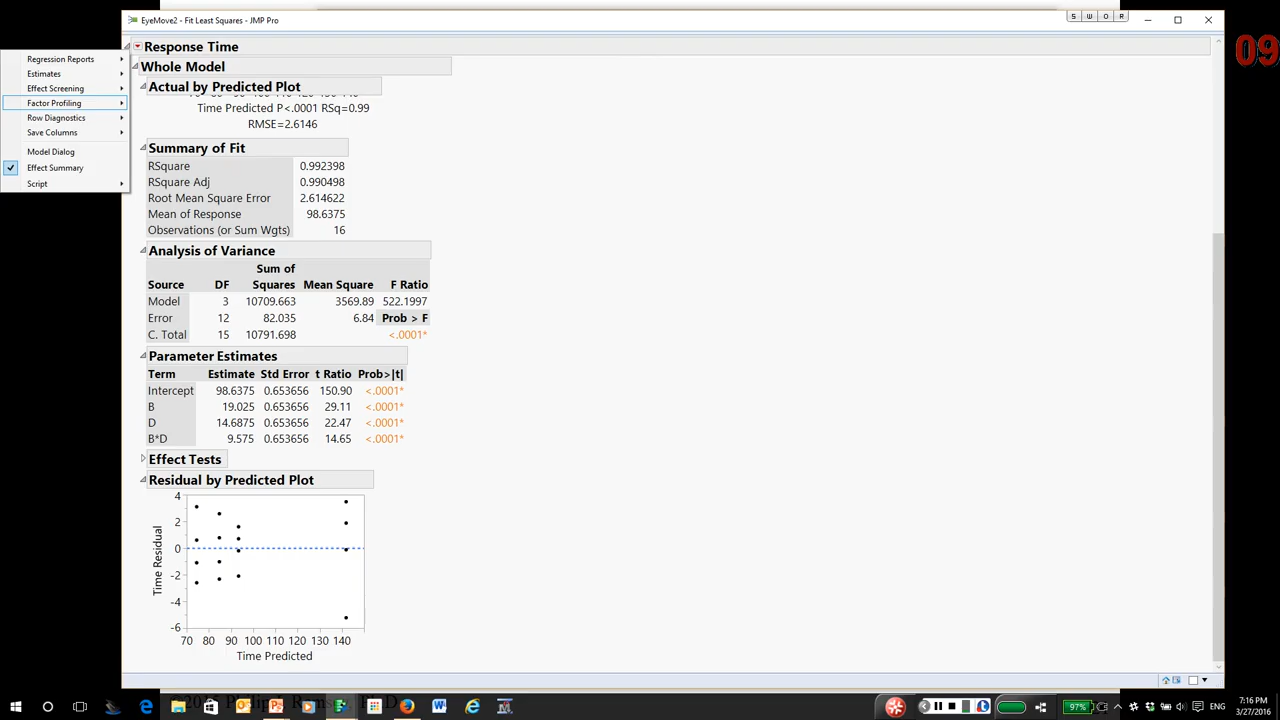 EyeMove2 - Fit Least Squares - JMP Pro
S W O R
09
Response Time
Whole Model
Regression Reports
Estimates
Effect Screening
Factor Profiling
Row Diagnostics
Save Columns
Model Dialog
Effect Summary
Script
Actual by Predicted Plot
Time Predicted P<.0001 RSq=0.99
RMSE=2.6146
Summary of Fit
RSquare 0.992398
RSquare Adj 0.990498
Root Mean Square Error 2.614622
Mean of Response 98.6375
Observations (or Sum Wgts) 16
Analysis of Variance
Sum of
Source DF Squares Mean Square F Ratio
Model 3 10709.663 3569.89 522.1997
Error 12 82.035 6.84 Prob > F
C. Total 15 10791.698 <.0001*
Parameter Estimates
Term Estimate Std Error t Ratio Prob>|t|
Intercept 98.6375 0.653656 150.90 <.0001*
B 19.025 0.653656 29.11 <.0001*
D 14.6875 0.653656 22.47 <.0001*
B*D 9.575 0.653656 14.65 <.0001*
Effect Tests
Residual by Predicted Plot
Time Residual
4
2
0
-2
-4
-6
70 80 90 100 110 120 130 140
Time Predicted
97%
ENG
7:16 PM
3/27/2016